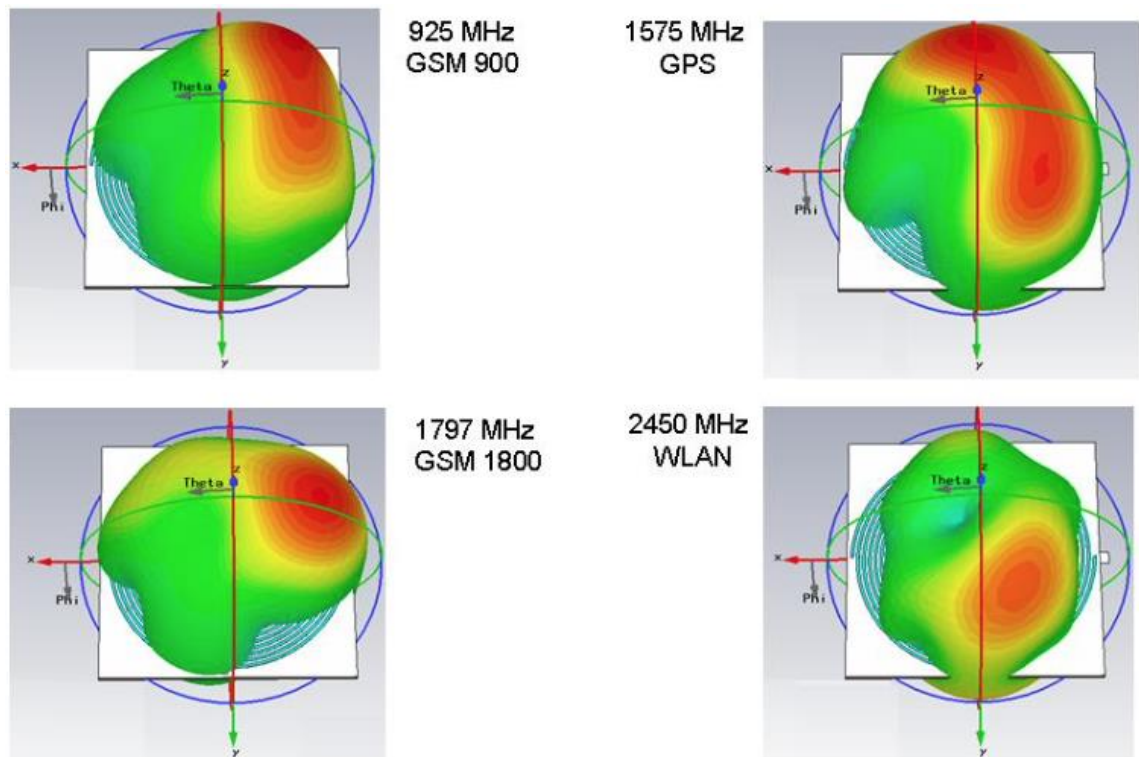 925 MHz
GSM 900
1575 MHz
GPS
z
Theta
x
Phi
y
z
Theta
x
Phi
y
1797 MHz
GSM 1800
2450 MHz
WLAN
z
Theta
x
Phi
y
z
Theta
x
Phi
y